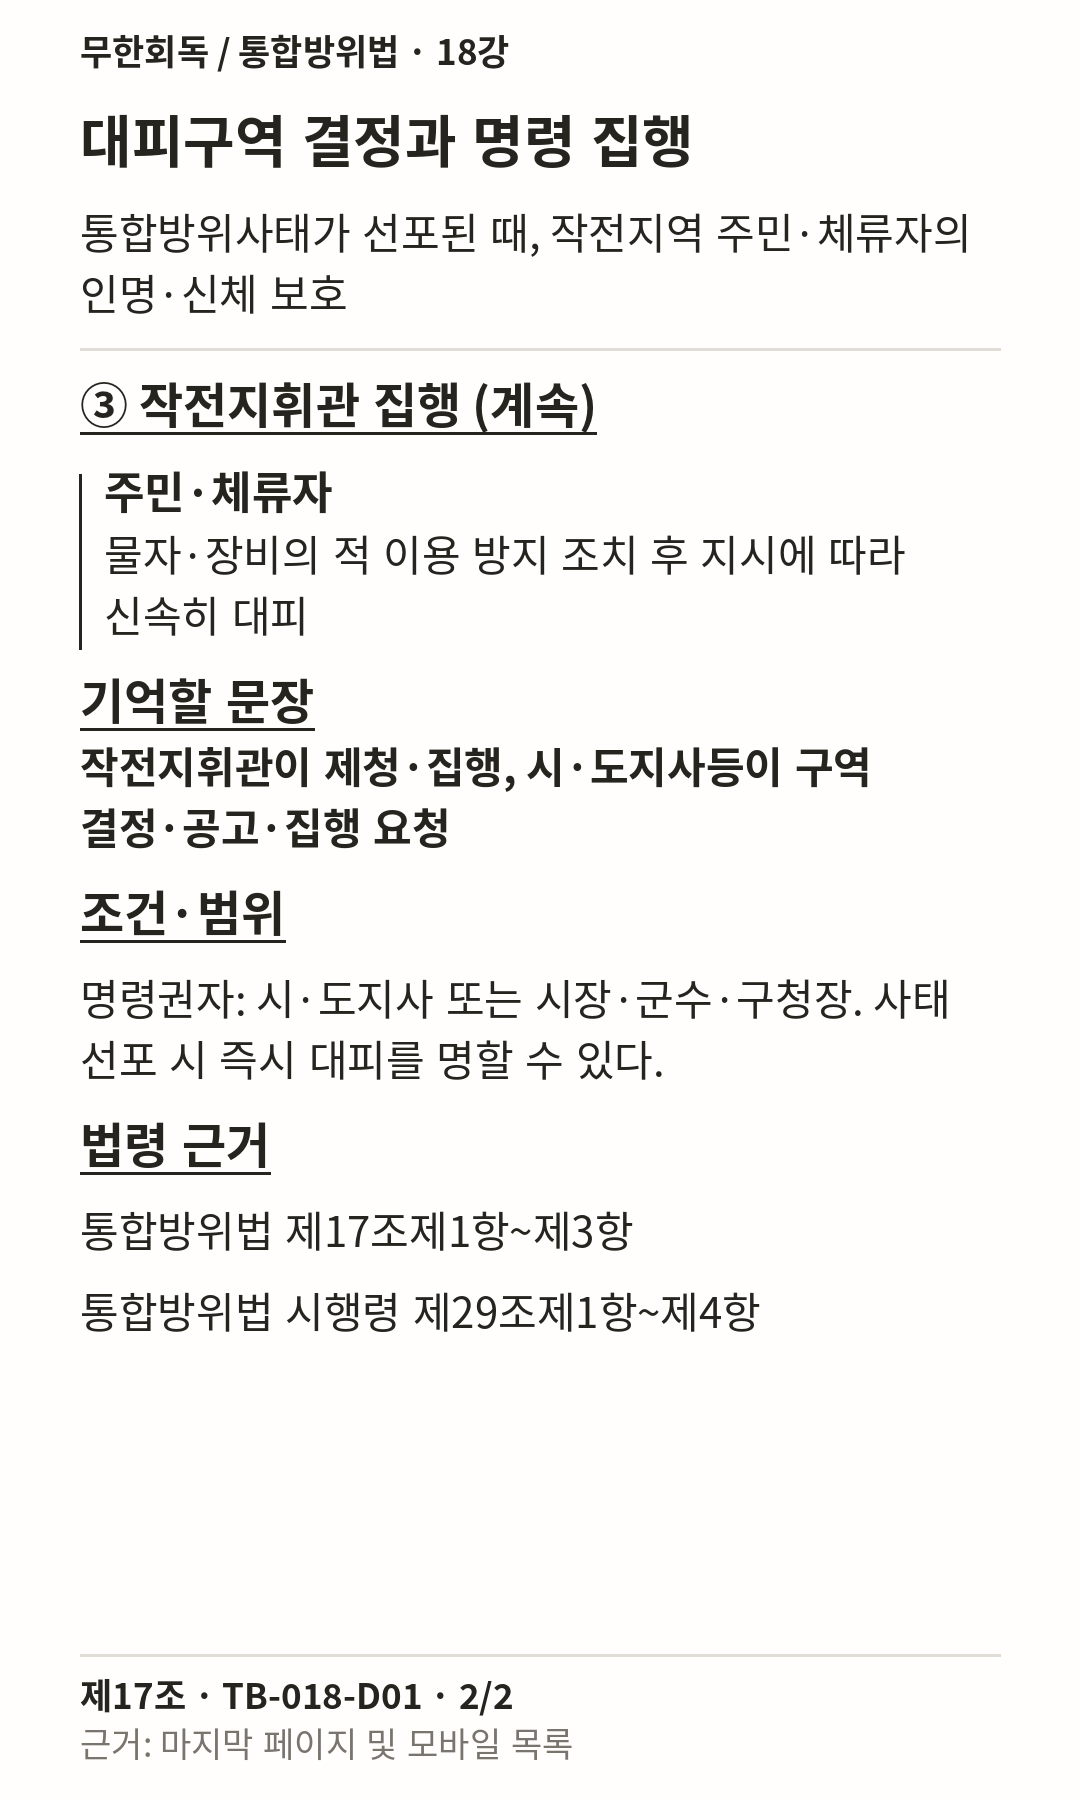 무한회독 / 통합방위법 · 18강
대피구역 결정과 명령 집행
통합방위사태가 선포된 때, 작전지역 주민·체류자의
인명·신체 보호
③ 작전지휘관 집행 (계속)
주민·체류자
물자·장비의 적 이용 방지 조치 후 지시에 따라
신속히 대피
기억할 문장
작전지휘관이 제청·집행, 시·도지사등이 구역
결정·공고·집행 요청
조건·범위
명령권자: 시·도지사 또는 시장·군수·구청장. 사태
선포 시 즉시 대피를 명할 수 있다.
법령 근거
통합방위법 제17조제1항~제3항
통합방위법 시행령 제29조제1항~제4항
제17조 · TB-018-D01 · 2/2
근거: 마지막 페이지 및 모바일 목록